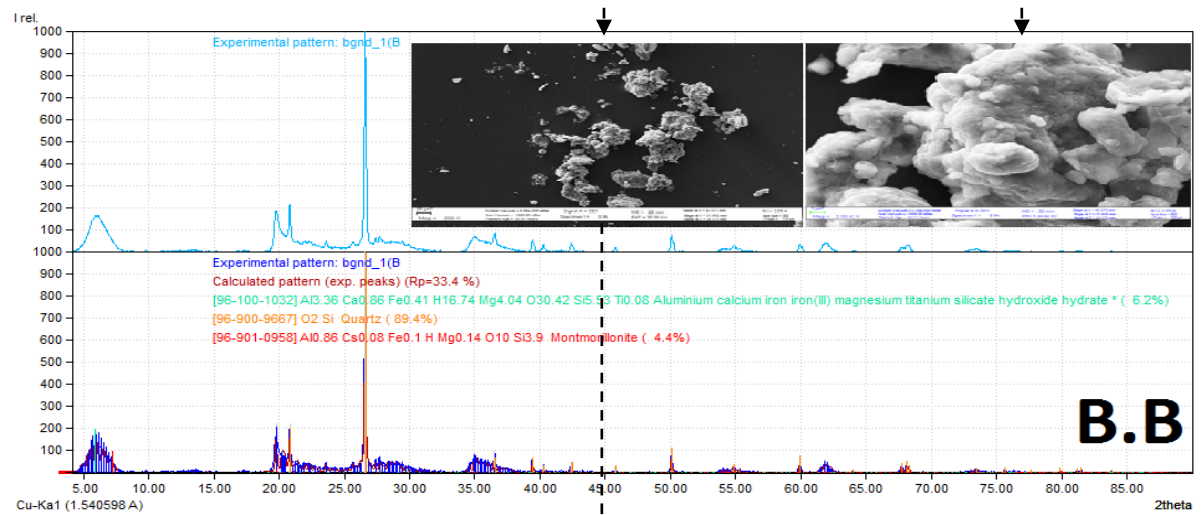 I rel.
1000
900
800
700
600
500
400
300
200
100
Experimental pattern: bgnd_1(B
1000
900
800
700
600
500
400
300
200
100
Experimental pattern: bgnd_1(B
Calculated pattern (exp. peaks) (Rp=33.4 %)
[96-100-1032] Al3.36 Ca0.86 Fe0.41 H16.74 Mg4.04 O30.42 Si5.53 Ti0.08 Aluminium calcium iron iron(III) magnesium titanium silicate hydroxide hydrate * ( 6.2%)
[96-900-9667] O2 Si Quartz ( 89.4%)
[96-901-0958] Al0.86 Cs0.08 Fe0.1 H Mg0.14 O10 Si3.9 Montmorillonite ( 4.4%)
B.B
5.00 10.00 15.00 20.00 25.00 30.00 35.00 40.00 45.00 50.00 55.00 60.00 65.00 70.00 75.00 80.00 85.00
Cu-Ka1 (1.540598 A) 2theta